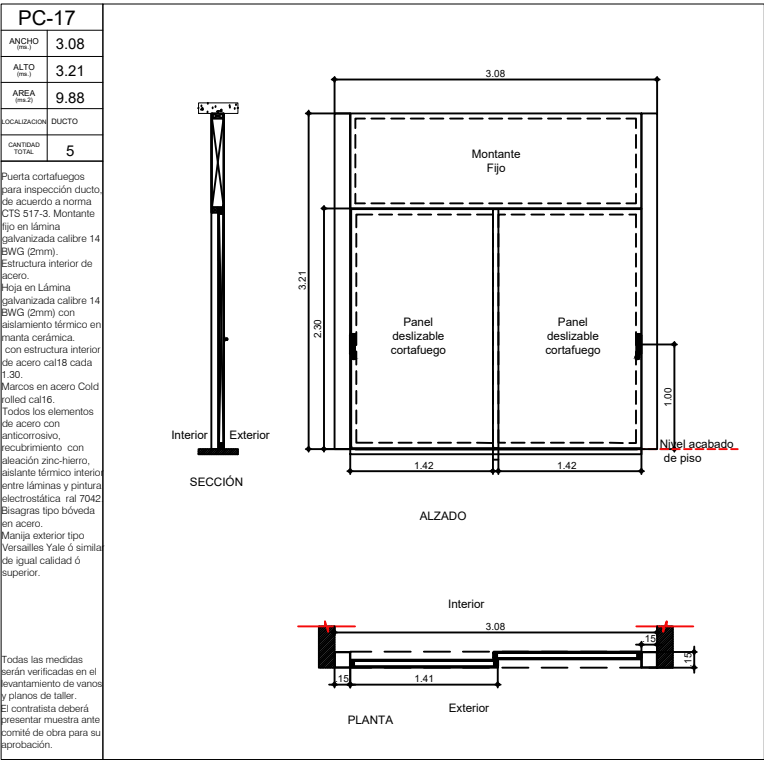 PC-17
ANCHO
(ms.)
3.08
ALTO
(ms.)
3.21
AREA
(ms.2)
9.88
LOCALIZACION
DUCTO
CANTIDAD
TOTAL
5
Puerta cortafuegos
para inspección ducto,
de acuerdo a norma
CTS 517-3. Montante
fijo en lámina
galvanizada calibre 14
BWG (2mm).
Estructura interior de
acero.
Hoja en Lámina
galvanizada calibre 14
BWG (2mm) con
aislamiento térmico en
manta cerámica.
con estructura interior
de acero cal18 cada
1.30.
Marcos en acero Cold
rolled cal16.
Todos los elementos
de acero con
anticorrosivo,
recubrimiento con
aleación zinc-hierro,
aislante térmico interior
entre láminas y pintura
electrostática ral 7042
Bisagras tipo bóveda
en acero.
Manija exterior tipo
Versailles Yale ó similar
de igual calidad ó
superior.
Todas las medidas
serán verificadas en el
levantamiento de vanos
y planos de taller.
El contratista deberá
presentar muestra ante
comité de obra para su
aprobación.
Interior
Exterior
SECCIÓN
3.08
Montante
Fijo
3.21
2.30
Panel
deslizable
cortafuego
Panel
deslizable
cortafuego
1.00
Nivel acabado
de piso
1.42
1.42
ALZADO
Interior
3.08
.15
.15
.15
1.41
Exterior
PLANTA